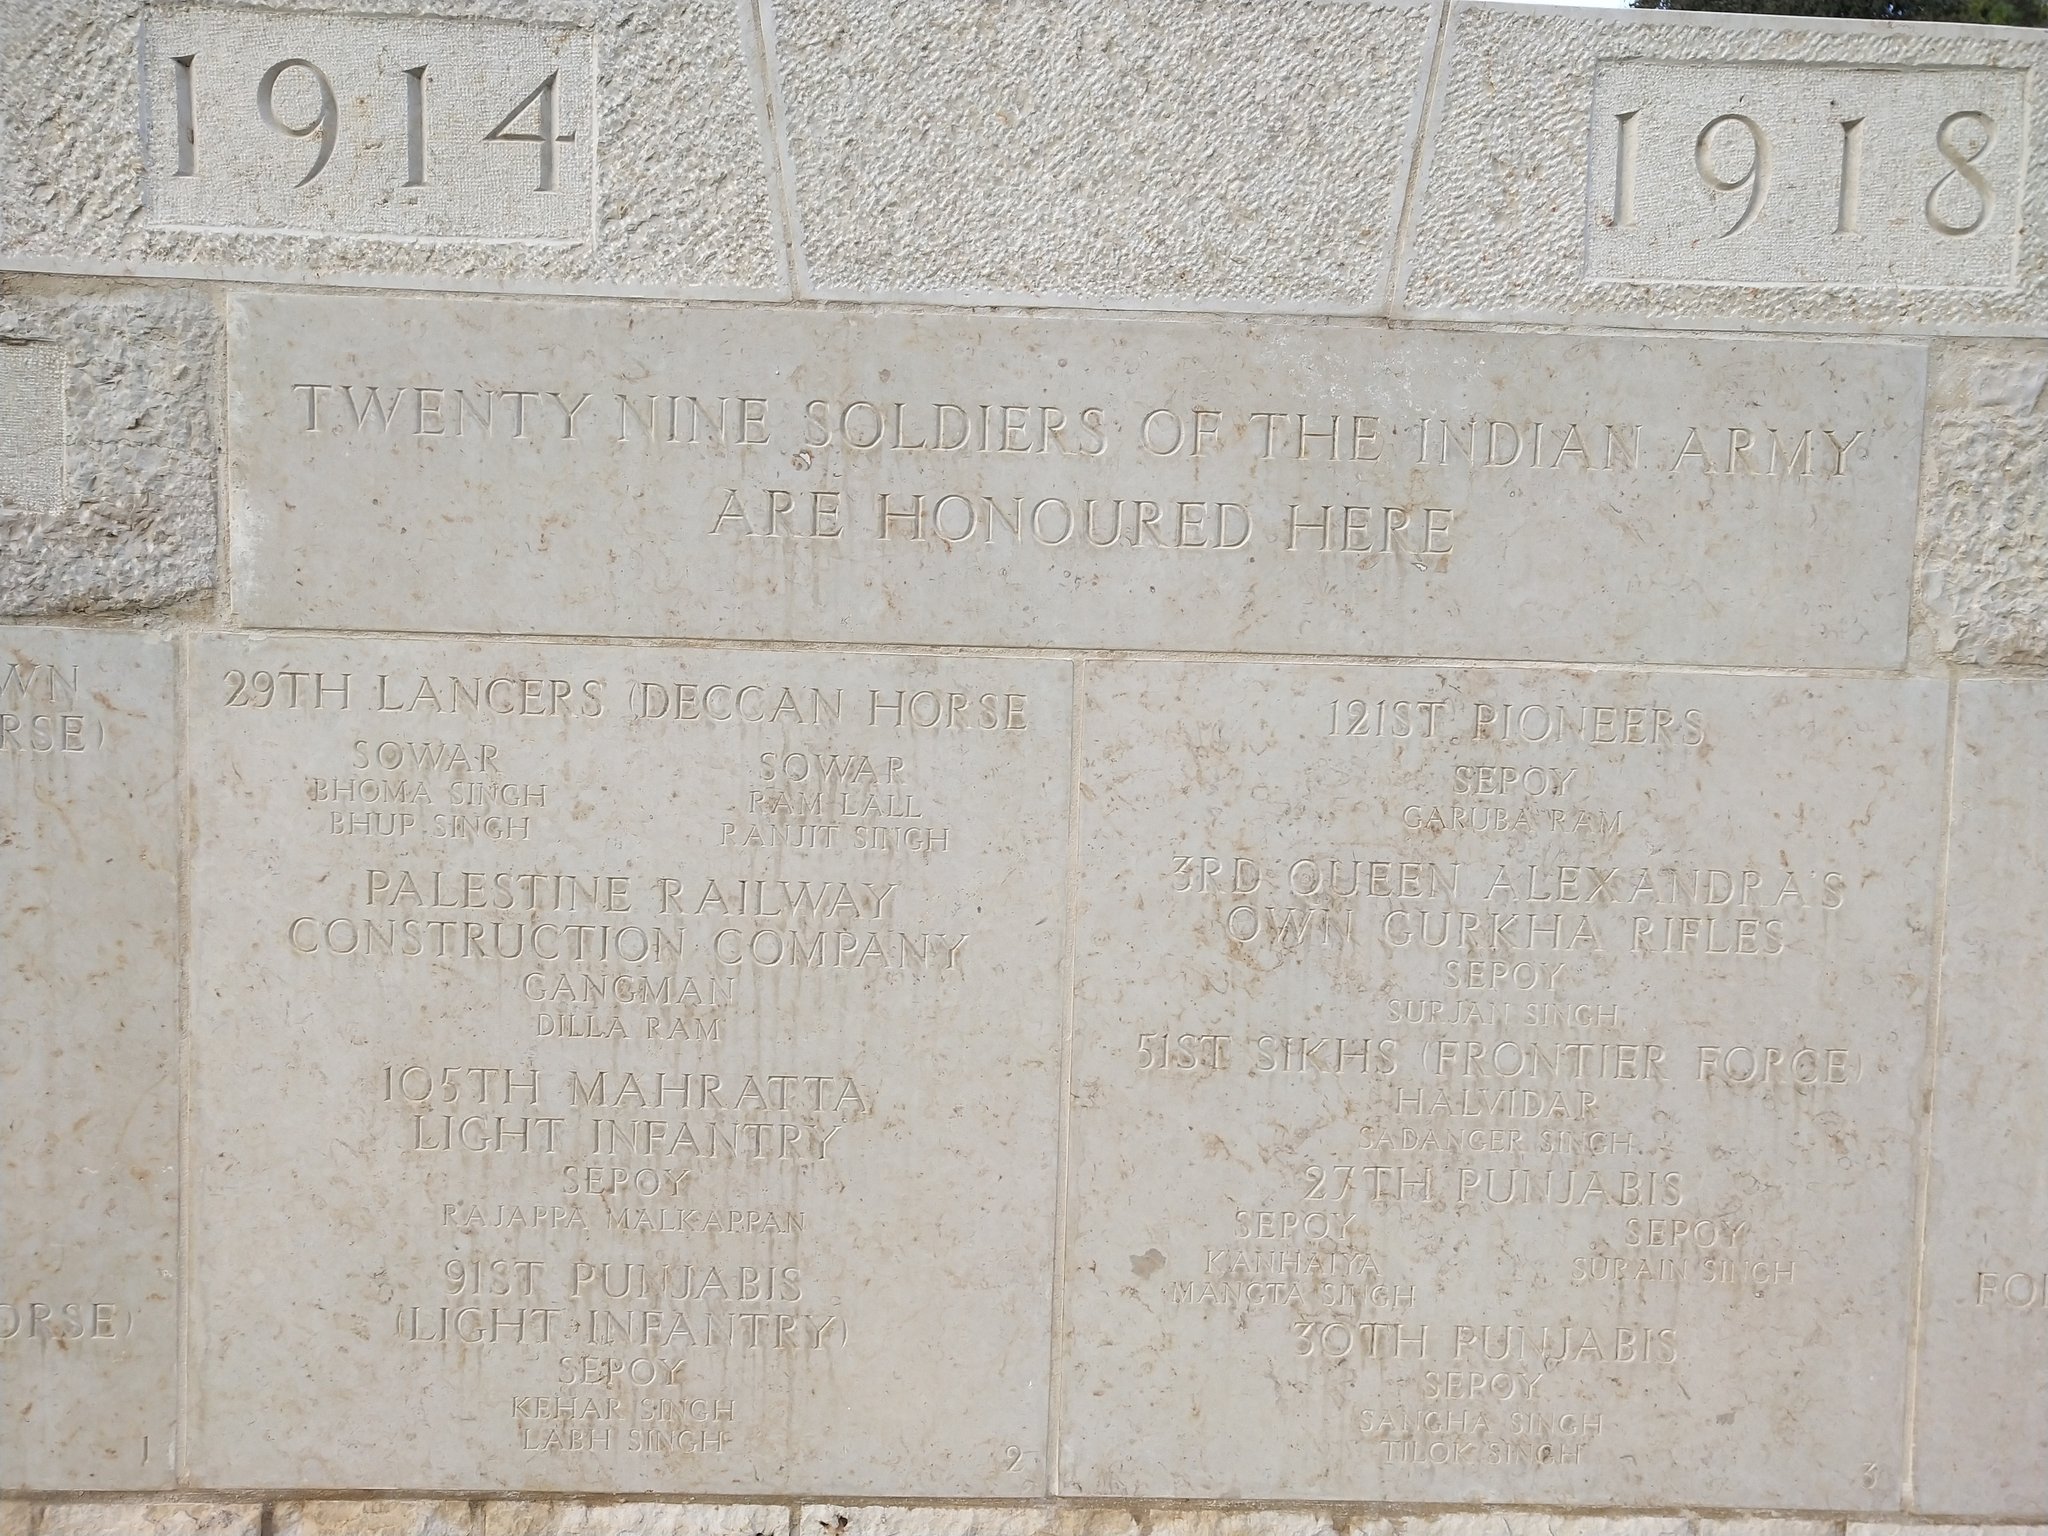 1914
1918
TWENTY NINE SOLDIERS OF THE INDIAN ARMY
ARE HONOURED HERE
WN
RSE)
ORSE)
1
29TH LANCERS (DECCAN HORSE
SOWAR SOWAR
BHOMA SINGH RAM LALL
BHUP SINGH RANJIT SINGH
PALESTINE RAILWAY
CONSTRUCTION COMPANY
GANGMAN
DILLA RAM
105TH MAHRATTA
LIGHT INFANTRY
SEPOY
RAJAPPA MALKAPPAN
91ST PUNJABIS
(LIGHT INFANTRY)
SEPOY
KEHAR SINGH
LABH SINGH
2
121ST PIONEERS
SEPOY
GARUBA RAM
3RD QUEEN ALEXANDRA'S
OWN GURKHA RIFLES
SEPOY
SURJAN SINGH
51ST SIKHS (FRONTIER FORCE)
HALVIDAR
SADANGER SINGH
27TH PUNJABIS
SEPOY SEPOY
KANHAIYA SURAIN SINGH
MANGTA SINGH
30TH PUNJABIS
SEPOY
SANGHA SINGH
TILOK SINGH
3
FO